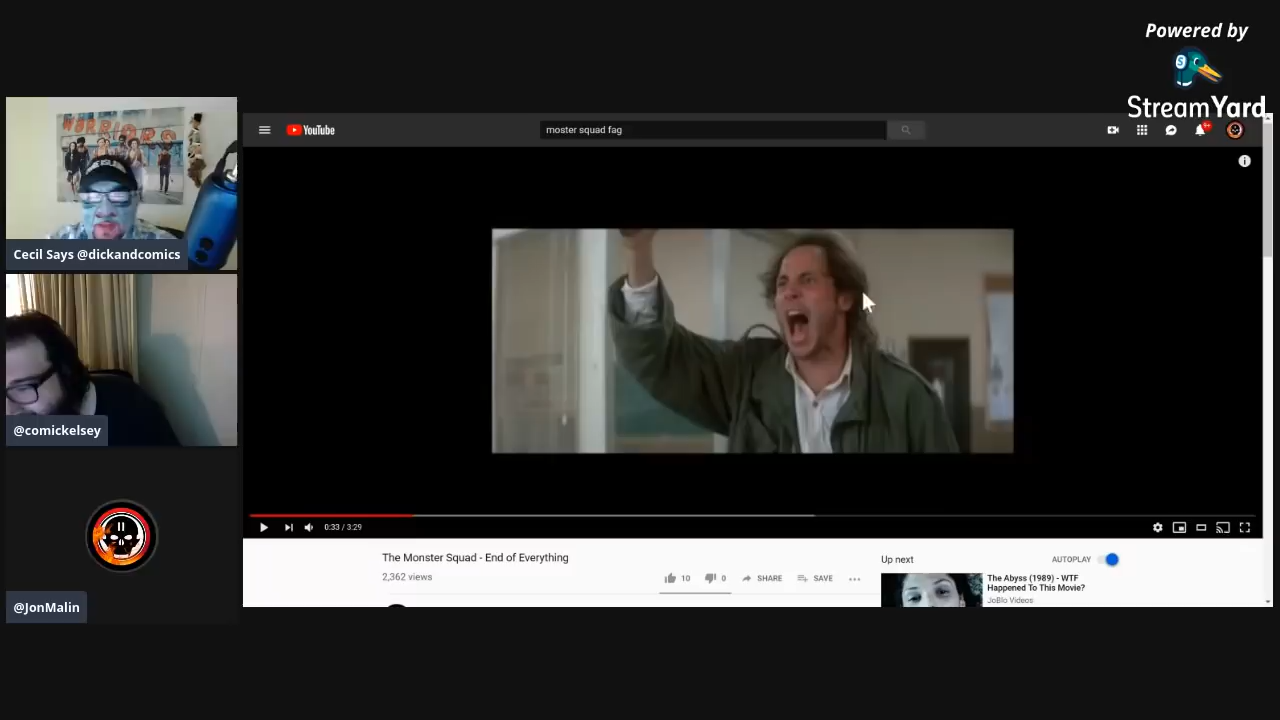 Powered by
StreamYard
WARRIORS
Cecil Says @dickandcomics
@comickelsey
@JonMalin
YouTube
moster squad fag
9+
0:33 / 3:29
The Monster Squad - End of Everything
2,362 views
10
0
SHARE
SAVE
Up next
AUTOPLAY
The Abyss (1989) - WTF
Happened To This Movie?
JoBlo Videos